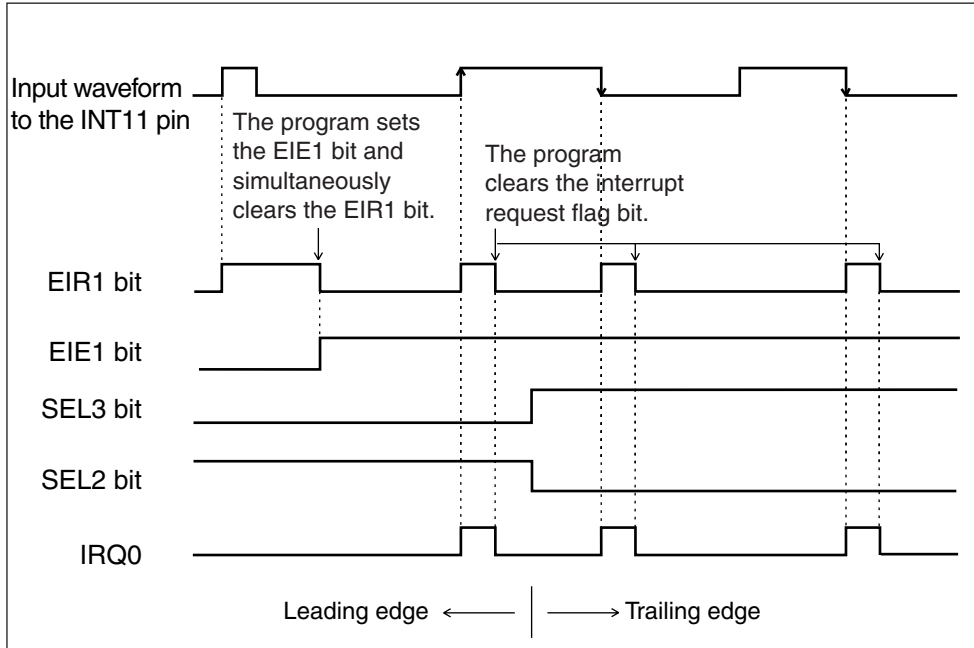 Input waveform
to the INT11 pin
The program sets
the EIE1 bit and
simultaneously
clears the EIR1 bit.
The program
clears the interrupt
request flag bit.
EIR1 bit
EIE1 bit
SEL3 bit
SEL2 bit
IRQ0
Leading edge
Trailing edge